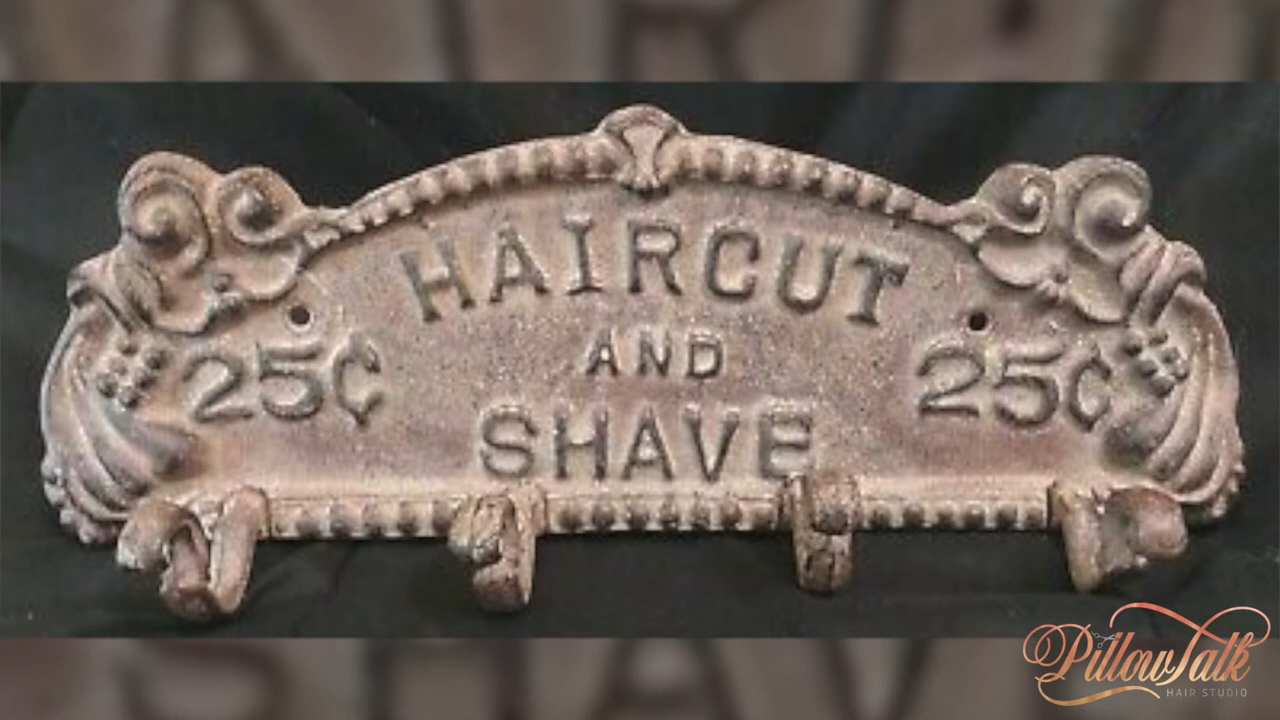 HAIRCUT
25¢ AND 25¢
SHAVE
PillowTalk
HAIR STUDIO